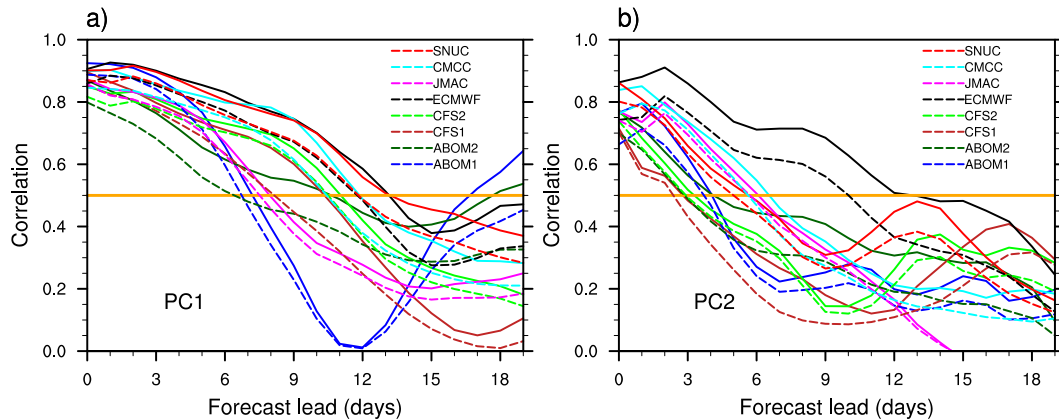 a)
Correlation
1.0
0.8
0.6
0.4
0.2
0.0
SNUC
CMCC
JMAC
ECMWF
CFS2
CFS1
ABOM2
ABOM1
PC1
0 3 6 9 12 15 18
Forecast lead (days)
b)
Correlation
1.0
0.8
0.6
0.4
0.2
0.0
SNUC
CMCC
JMAC
ECMWF
CFS2
CFS1
ABOM2
ABOM1
PC2
0 3 6 9 12 15 18
Forecast lead (days)